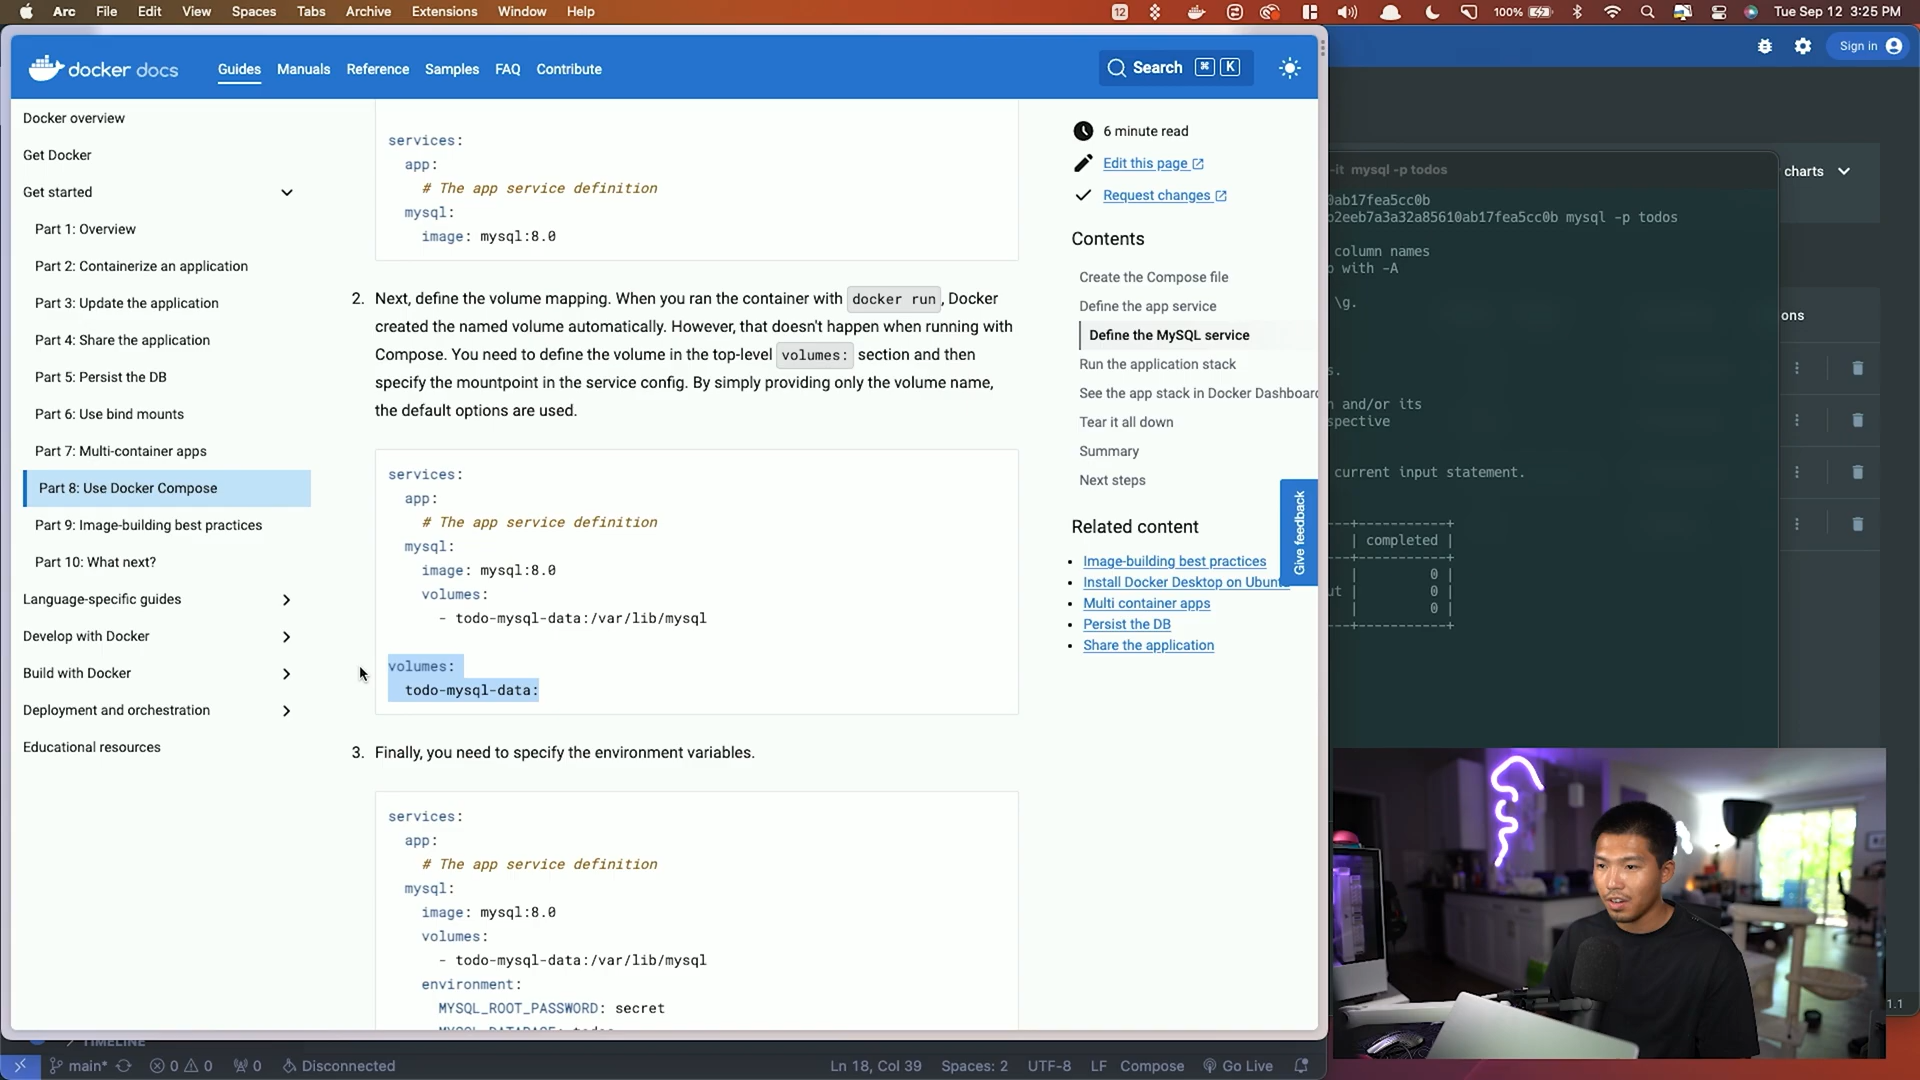 Arc File Edit View Spaces Tabs Archive Extensions Window Help
12 100% Tue Sep 12 3:25 PM
docker docs Guides Manuals Reference Samples FAQ Contribute Search ⌘ K
Sign in
Docker overview
Get Docker
Get started
Part 1: Overview
Part 2: Containerize an application
Part 3: Update the application
Part 4: Share the application
Part 5: Persist the DB
Part 6: Use bind mounts
Part 7: Multi-container apps
Part 8: Use Docker Compose
Part 9: Image-building best practices
Part 10: What next?
Language-specific guides
Develop with Docker
Build with Docker
Deployment and orchestration
Educational resources
services:
app:
# The app service definition
mysql:
image: mysql:8.0
2. Next, define the volume mapping. When you ran the container with docker run, Docker
created the named volume automatically. However, that doesn't happen when running with
Compose. You need to define the volume in the top-level volumes: section and then
specify the mountpoint in the service config. By simply providing only the volume name,
the default options are used.
services:
app:
# The app service definition
mysql:
image: mysql:8.0
volumes:
- todo-mysql-data:/var/lib/mysql
volumes:
todo-mysql-data:
3. Finally, you need to specify the environment variables.
services:
app:
# The app service definition
mysql:
image: mysql:8.0
volumes:
- todo-mysql-data:/var/lib/mysql
environment:
MYSQL_ROOT_PASSWORD: secret
6 minute read
Edit this page
Request changes
Contents
Create the Compose file
Define the app service
Define the MySQL service
Run the application stack
See the app stack in Docker Dashboard
Tear it all down
Summary
Next steps
Related content
Image-building best practices
Install Docker Desktop on Ubuntu
Multi container apps
Persist the DB
Share the application
Give feedback
-it mysql -p todos
charts
0ab17fea5cc0b
b2eeb7a3a32a85610ab17fea5cc0b mysql -p todos
column names
with -A
\g.
ons
and/or its
spective
current input statement.
--+-----------+
| completed |
--+-----------+
| 0 |
ut | 0 |
| 0 |
--+-----------+
1.1
TIMELINE
main* 0 0 0 Disconnected
Ln 18, Col 39 Spaces: 2 UTF-8 LF Compose Go Live